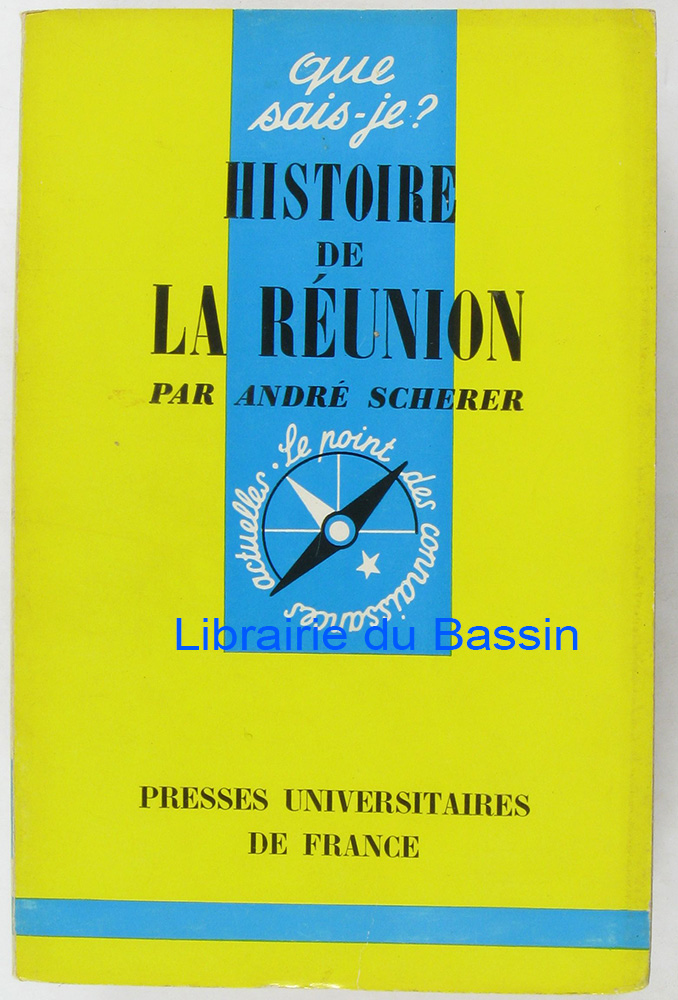 que
sais-je?
HISTOIRE
DE
LA RÉUNION
PAR ANDRÉ SCHERER
Le point des connaissances actuelles.
Librairie du Bassin
PRESSES UNIVERSITAIRES
DE FRANCE